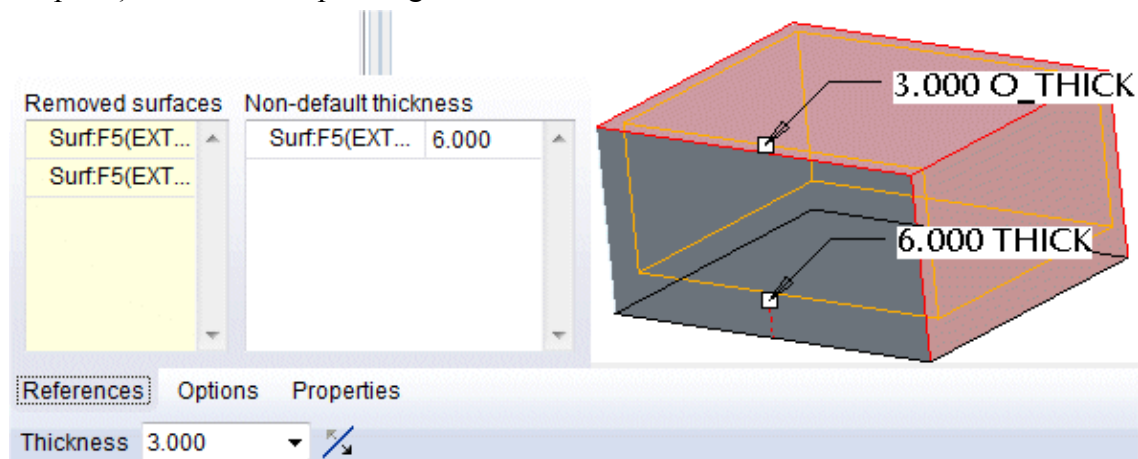 Removed surfaces Non-default thickness
Surf:F5(EXT... Surf:F5(EXT... 6.000
Surf:F5(EXT...
3.000 O_THICK
6.000 THICK
References Options Properties
Thickness 3.000